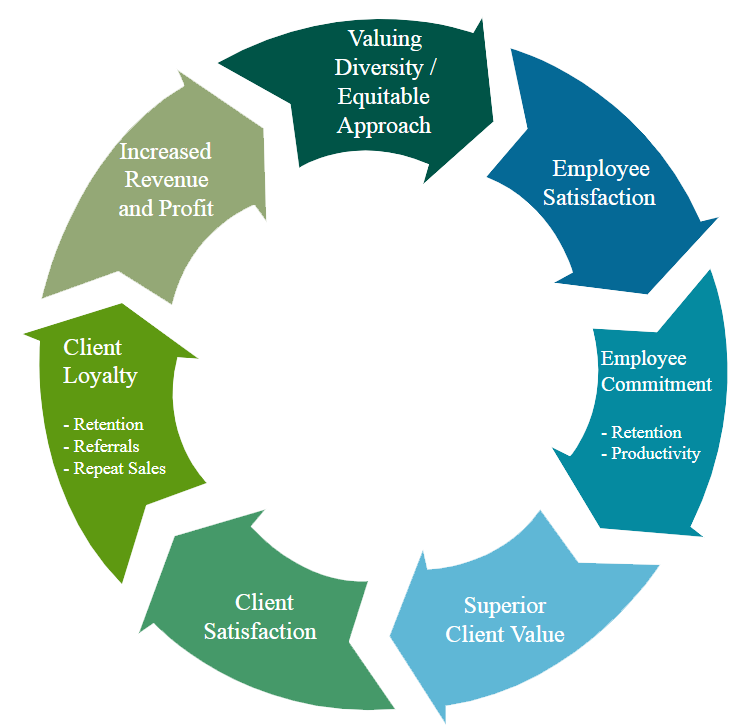 Valuing
Diversity /
Equitable
Approach
Employee
Satisfaction
Employee
Commitment
- Retention
- Productivity
Superior
Client Value
Client
Satisfaction
Client
Loyalty
- Retention
- Referrals
- Repeat Sales
Increased
Revenue
and Profit